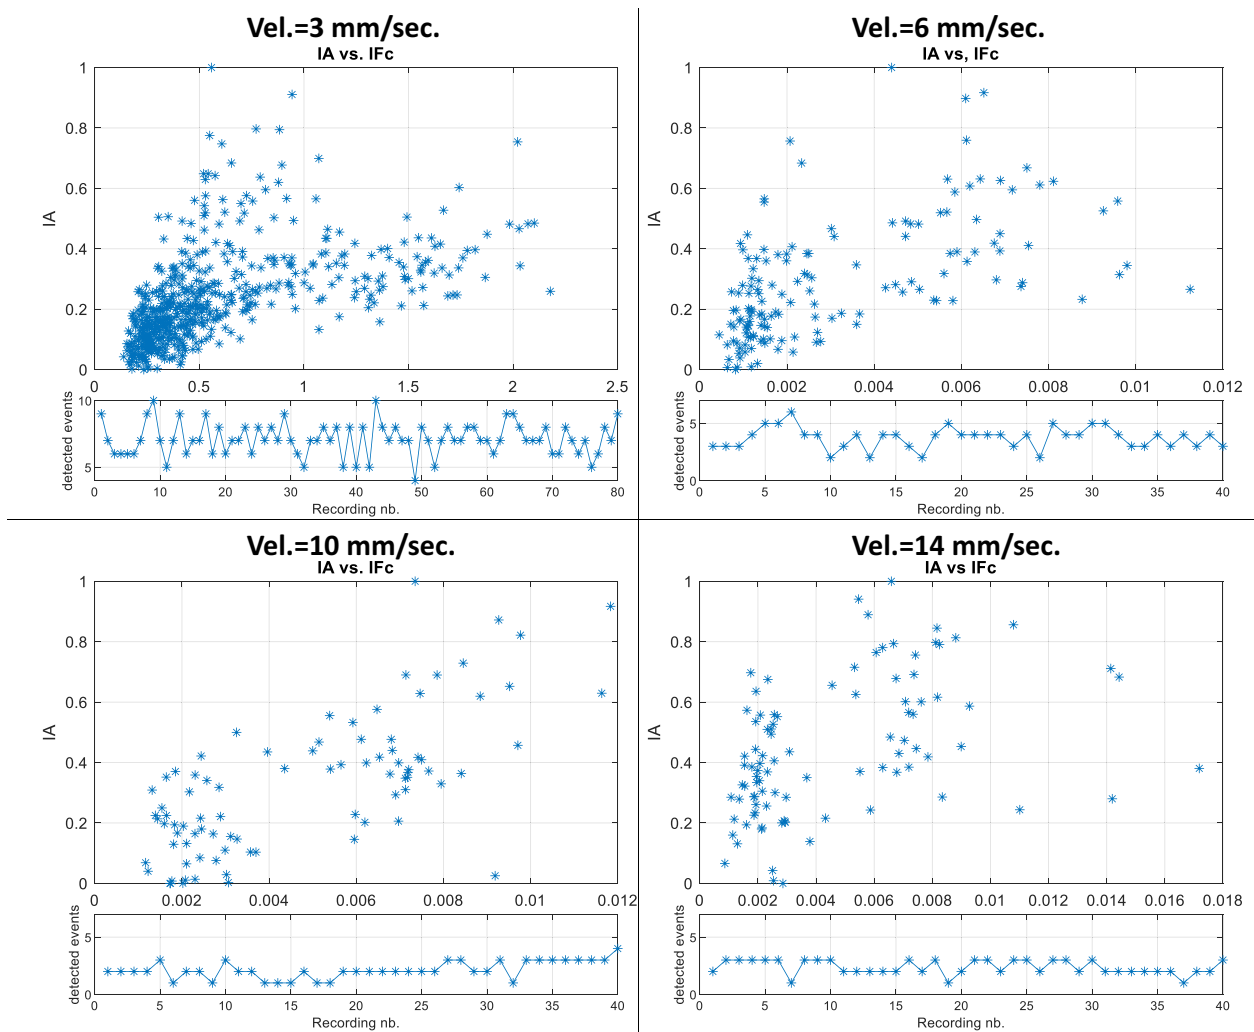 Vel.=3 mm/sec.
IA vs. IFc
IA
1
0.8
0.6
0.4
0.2
0
0 0.5 1 1.5 2 2.5
detected events
10
5
0 10 20 30 40 50 60 70 80
Recording nb.
Vel.=6 mm/sec.
IA vs, IFc
IA
1
0.8
0.6
0.4
0.2
0
0 0.002 0.004 0.006 0.008 0.01 0.012
detected events
5
0
0 5 10 15 20 25 30 35 40
Recording nb.
Vel.=10 mm/sec.
IA vs. IFc
IA
1
0.8
0.6
0.4
0.2
0
0 0.002 0.004 0.006 0.008 0.01 0.012
detected events
5
0
0 5 10 15 20 25 30 35 40
Recording nb.
Vel.=14 mm/sec.
IA vs IFc
IA
1
0.8
0.6
0.4
0.2
0
0 0.002 0.004 0.006 0.008 0.01 0.012 0.014 0.016 0.018
detected events
5
0
0 5 10 15 20 25 30 35 40
Recording nb.